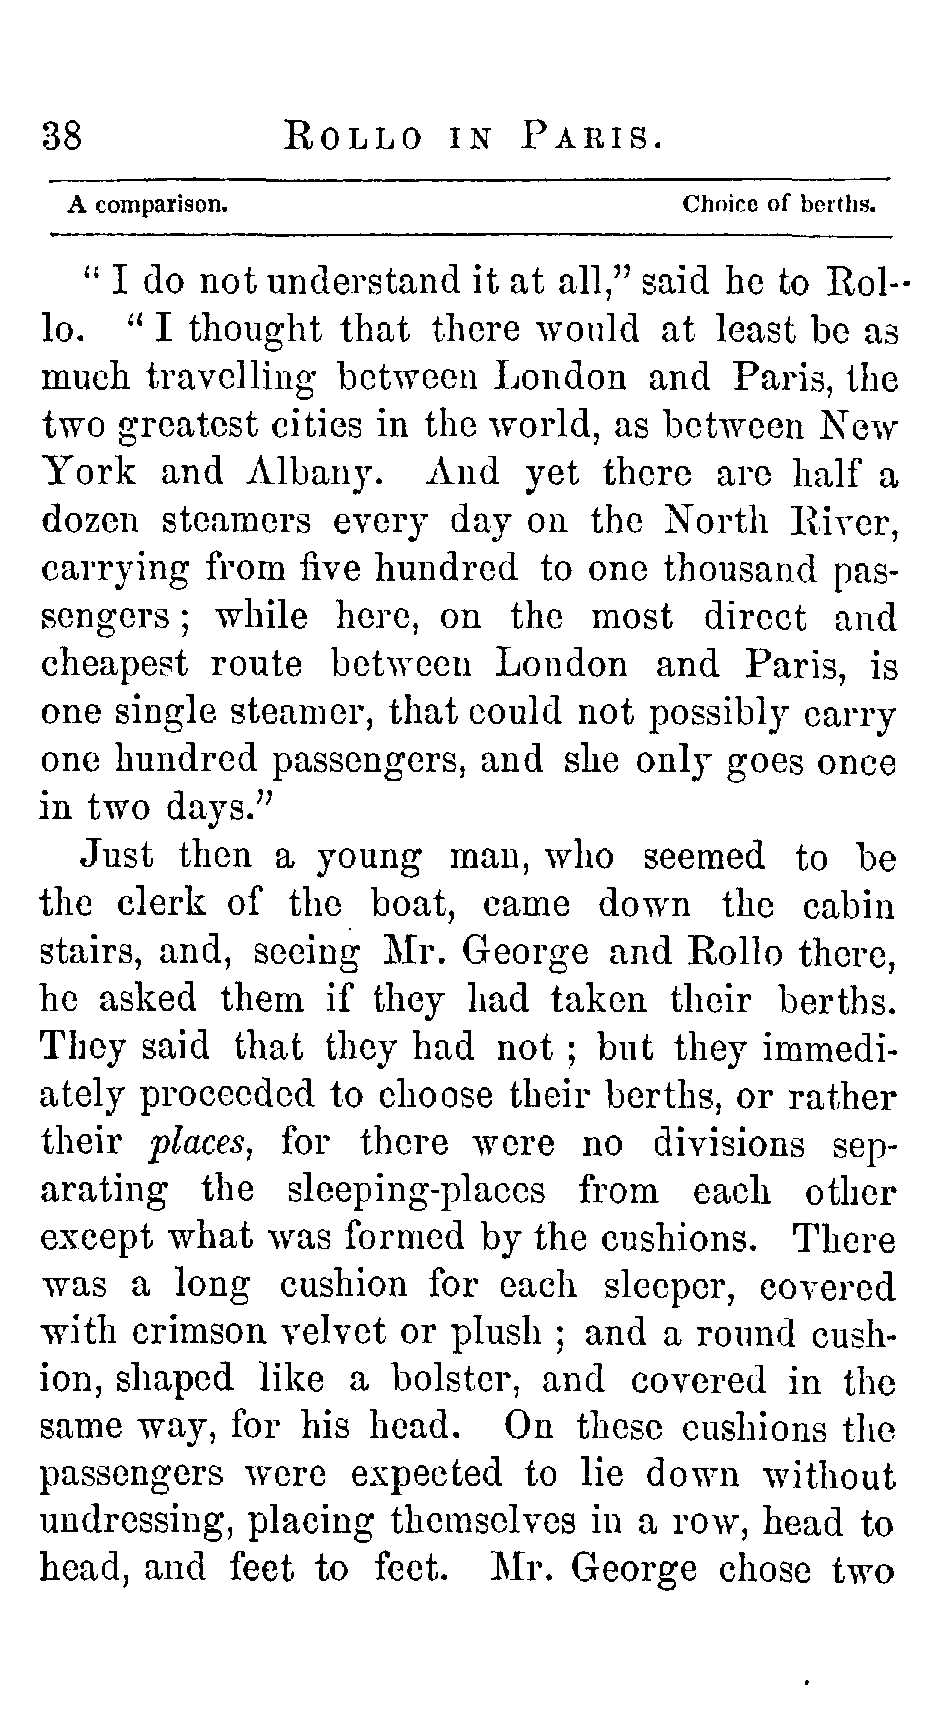 38 ROLLO IN PARIS.
A comparison. Choice of berths.
“ I do not understand it at all,” said he to Rol-
lo. “ I thought that there would at least be as
much travelling between London and Paris, the
two greatest cities in the world, as between New
York and Albany. And yet there are half a
dozen steamers every day on the North River,
carrying from five hundred to one thousand pas-
sengers ; while here, on the most direct and
cheapest route between London and Paris, is
one single steamer, that could not possibly carry
one hundred passengers, and she only goes once
in two days.”
Just then a young man, who seemed to be
the clerk of the boat, came down the cabin
stairs, and, seeing Mr. George and Rollo there,
he asked them if they had taken their berths.
They said that they had not ; but they immedi-
ately proceeded to choose their berths, or rather
their places, for there were no divisions sep-
arating the sleeping-places from each other
except what was formed by the cushions. There
was a long cushion for each sleeper, covered
with crimson velvet or plush ; and a round cush-
ion, shaped like a bolster, and covered in the
same way, for his head. On these cushions the
passengers were expected to lie down without
undressing, placing themselves in a row, head to
head, and feet to feet. Mr. George chose two